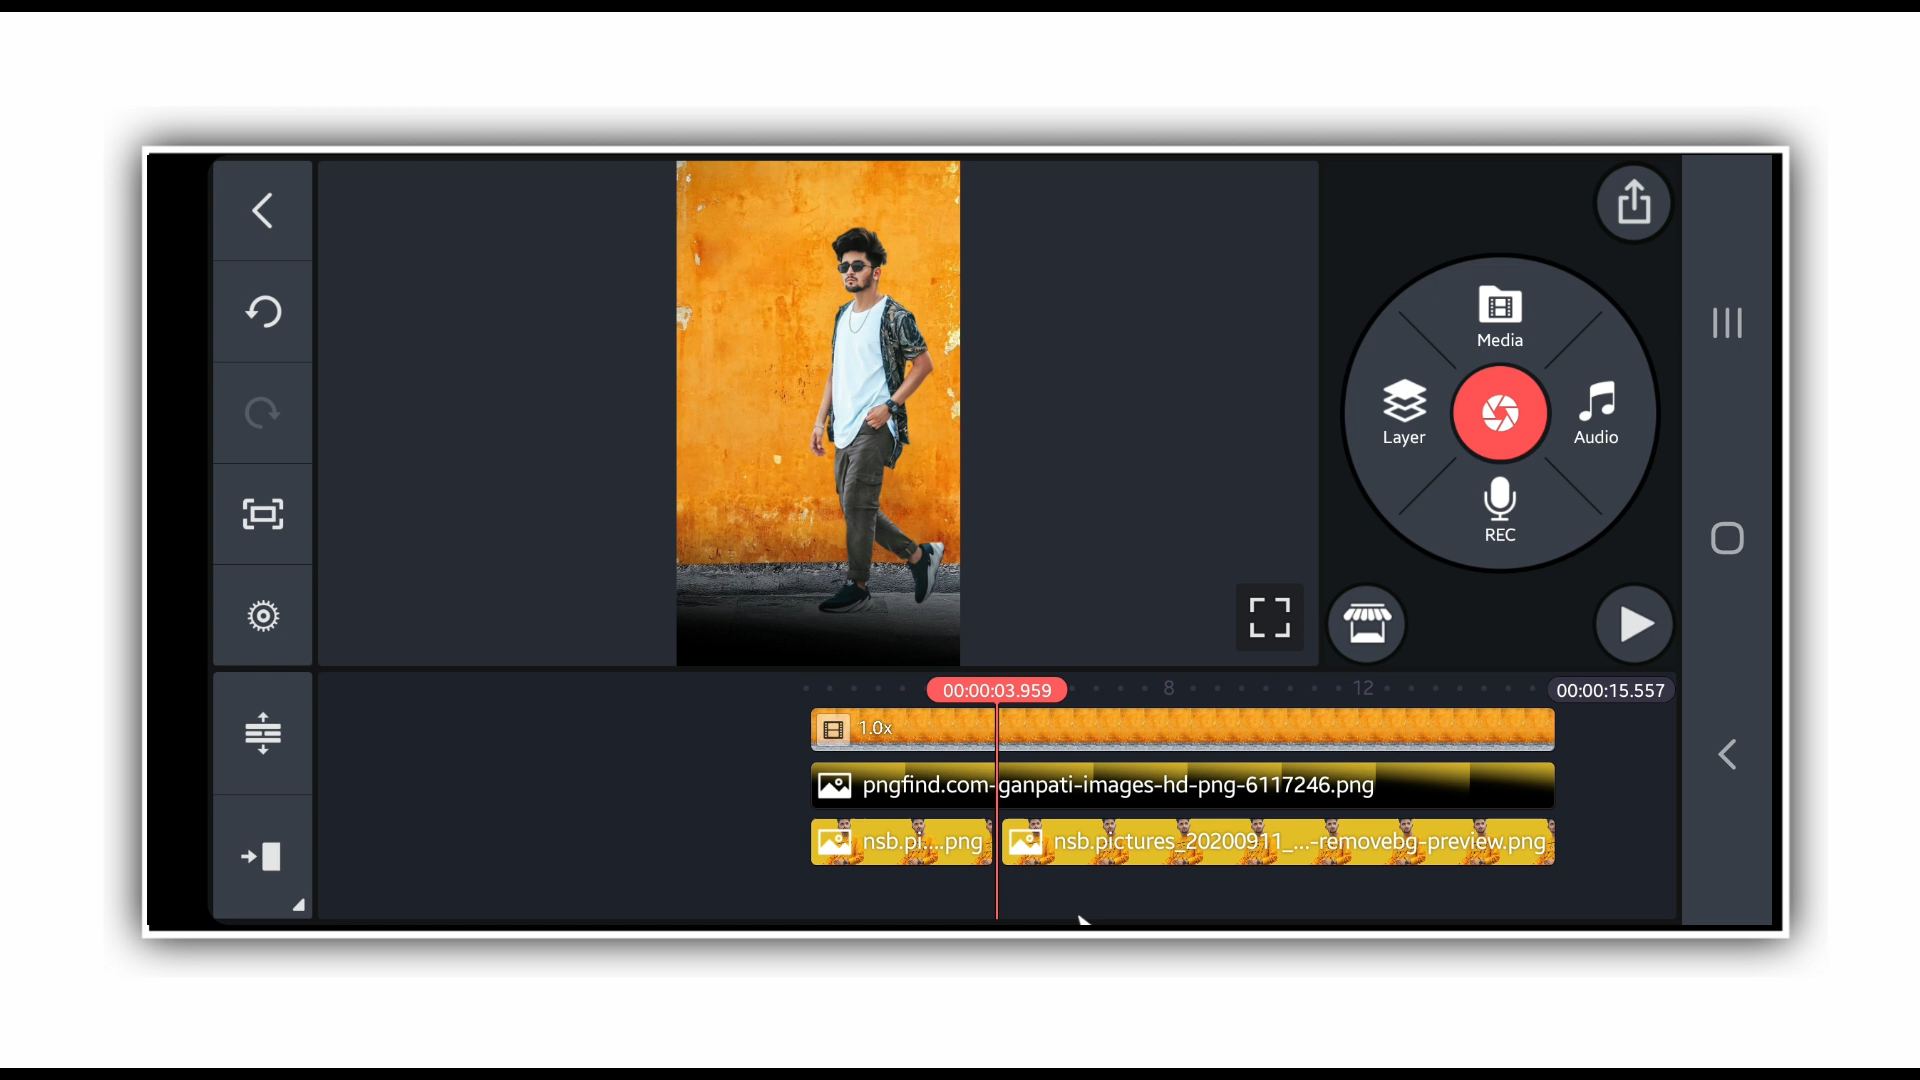 Media
Layer
Audio
REC
00:00:03.959
8
12
00:00:15.557
1.0x
pngfind.com-ganpati-images-hd-png-6117246.png
nsb.pi....png
nsb.pictures_20200911_...-removebg-preview.png